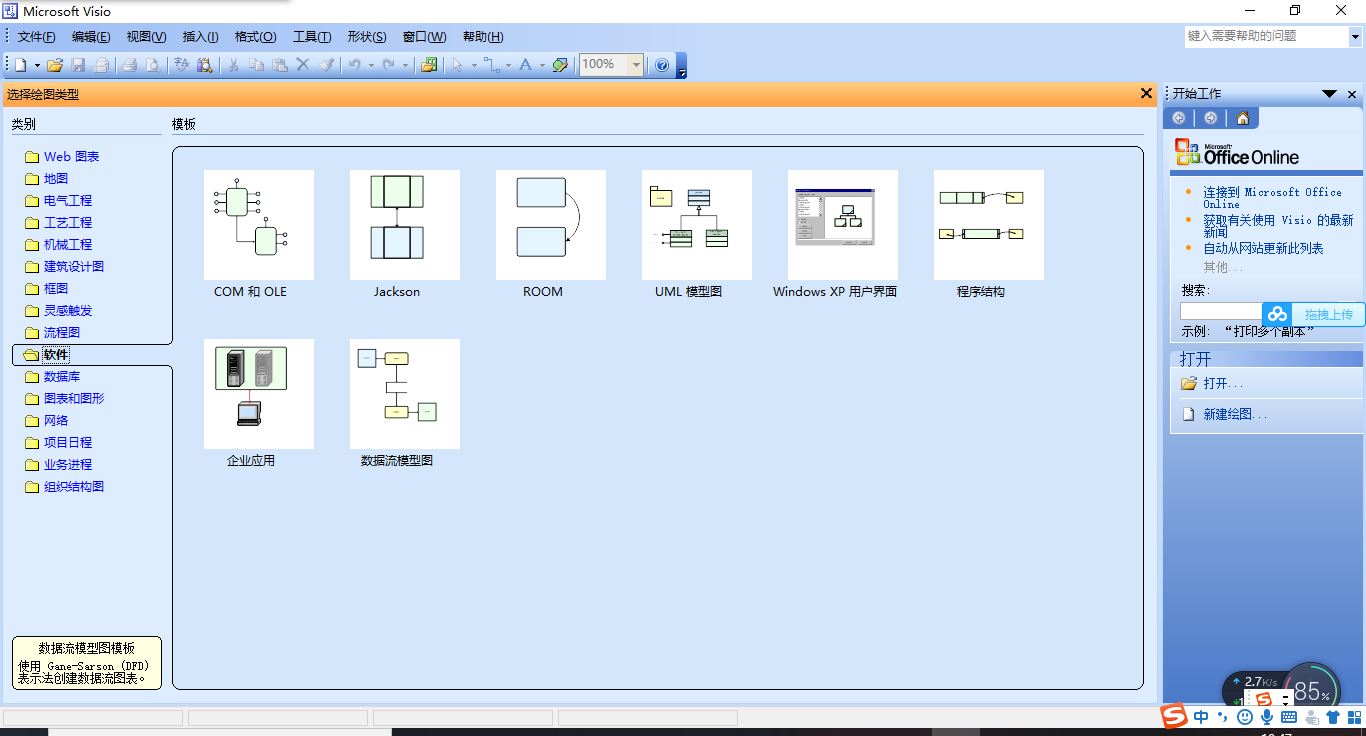 Microsoft Visio
文件(F) 编辑(E) 视图(V) 插入(I) 格式(O) 工具(T) 形状(S) 窗口(W) 帮助(H)
键入需要帮助的问题
100%
选择绘图类型
开始工作
类别
模板
Web 图表
地图
电气工程
工艺工程
机械工程
建筑设计图
框图
灵感触发
流程图
软件
数据库
图表和图形
网络
项目日程
业务进程
组织结构图
COM 和 OLE
Jackson
ROOM
UML 模型图
Windows XP 用户界面
程序结构
企业应用
数据流模型图
数据流模型图模板
使用 Gane-Sarson (DFD)
表示法创建数据流图表。
Microsoft
Office Online
连接到 Microsoft Office
Online
获取有关使用 Visio 的最新
新闻
自动从网站更新此列表
其他...
搜索:
拖拽上传
示例: “打印多个副本”
打开
打开...
新建绘图...
2.7K/s
85%
中